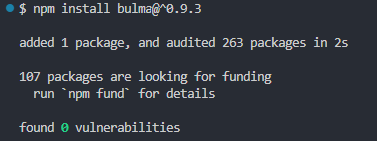 $ npm install bulma@^0.9.3
added 1 package, and audited 263 packages in 2s
107 packages are looking for funding
run `npm fund` for details
found 0 vulnerabilities